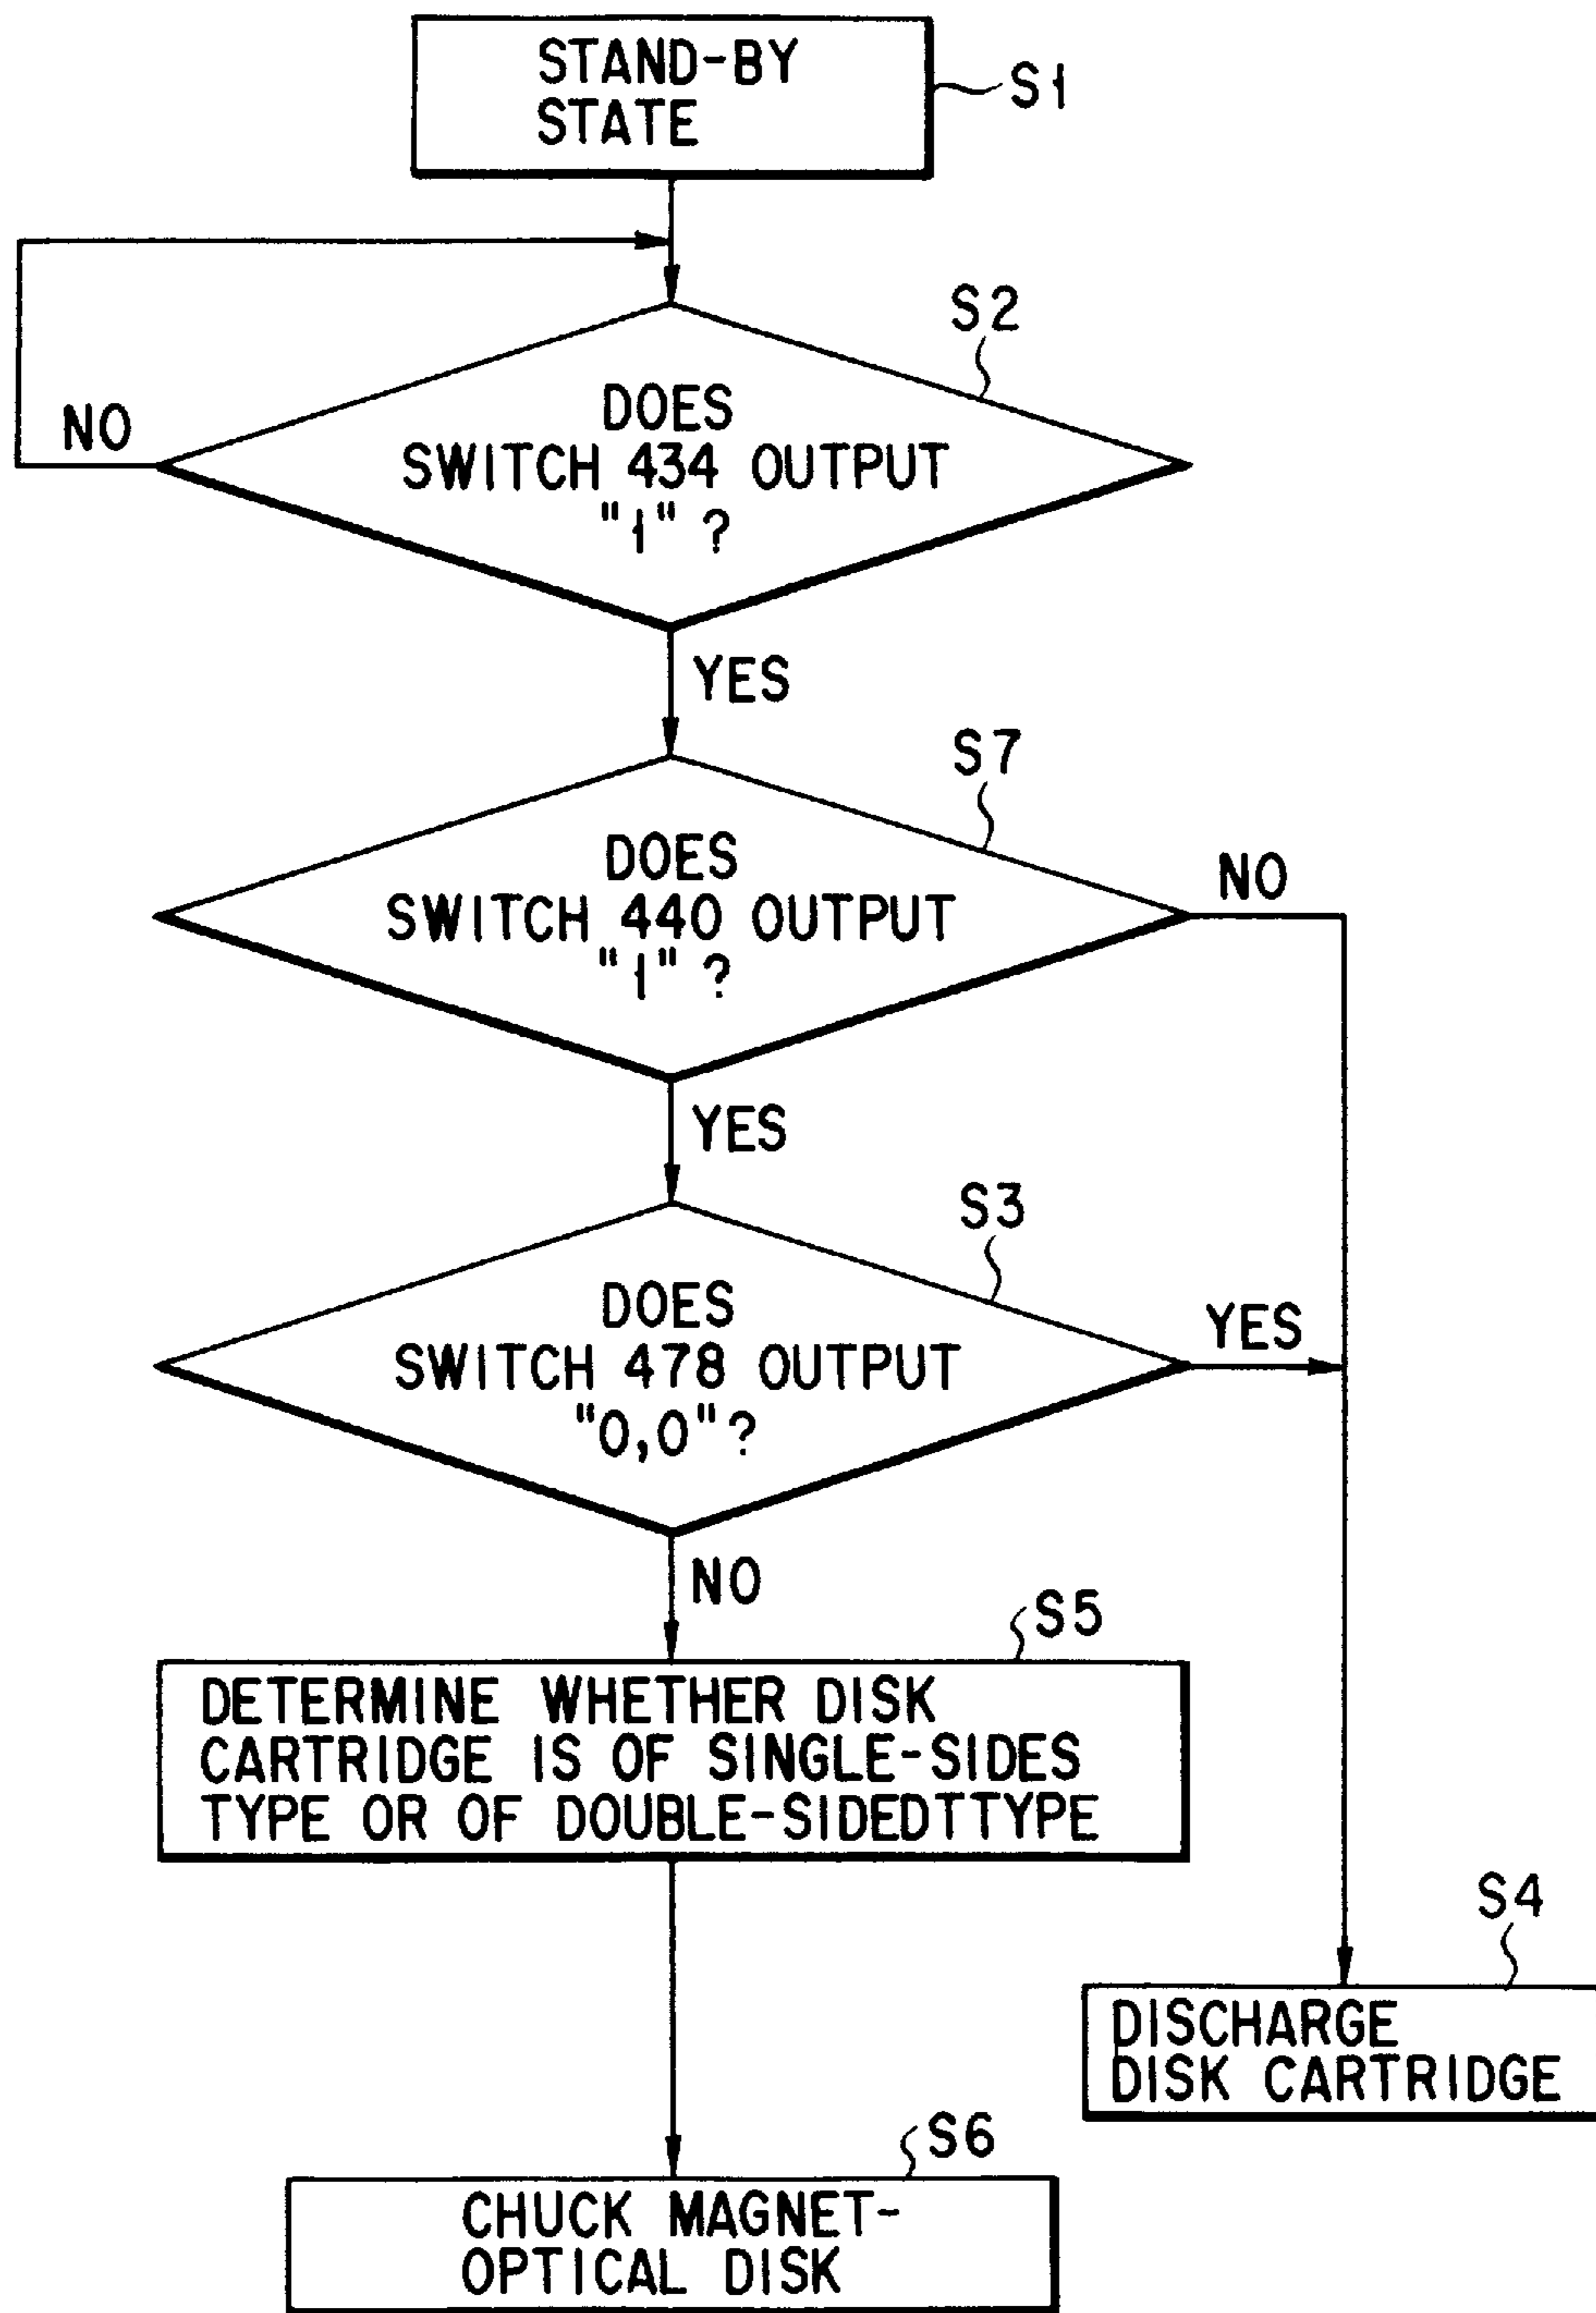 STAND-BY
STATE
S1
S2
NO
DOES
SWITCH 434 OUTPUT
"1" ?
YES
S7
DOES
SWITCH 440 OUTPUT
"1" ?
NO
YES
S3
DOES
SWITCH 478 OUTPUT
"0,0" ?
YES
NO
S5
DETERMINE WHETHER DISK
CARTRIDGE IS OF SINGLE-SIDES
TYPE OR OF DOUBLE-SIDEDTTYPE
S4
DISCHARGE
DISK CARTRIDGE
S6
CHUCK MAGNET-
OPTICAL DISK